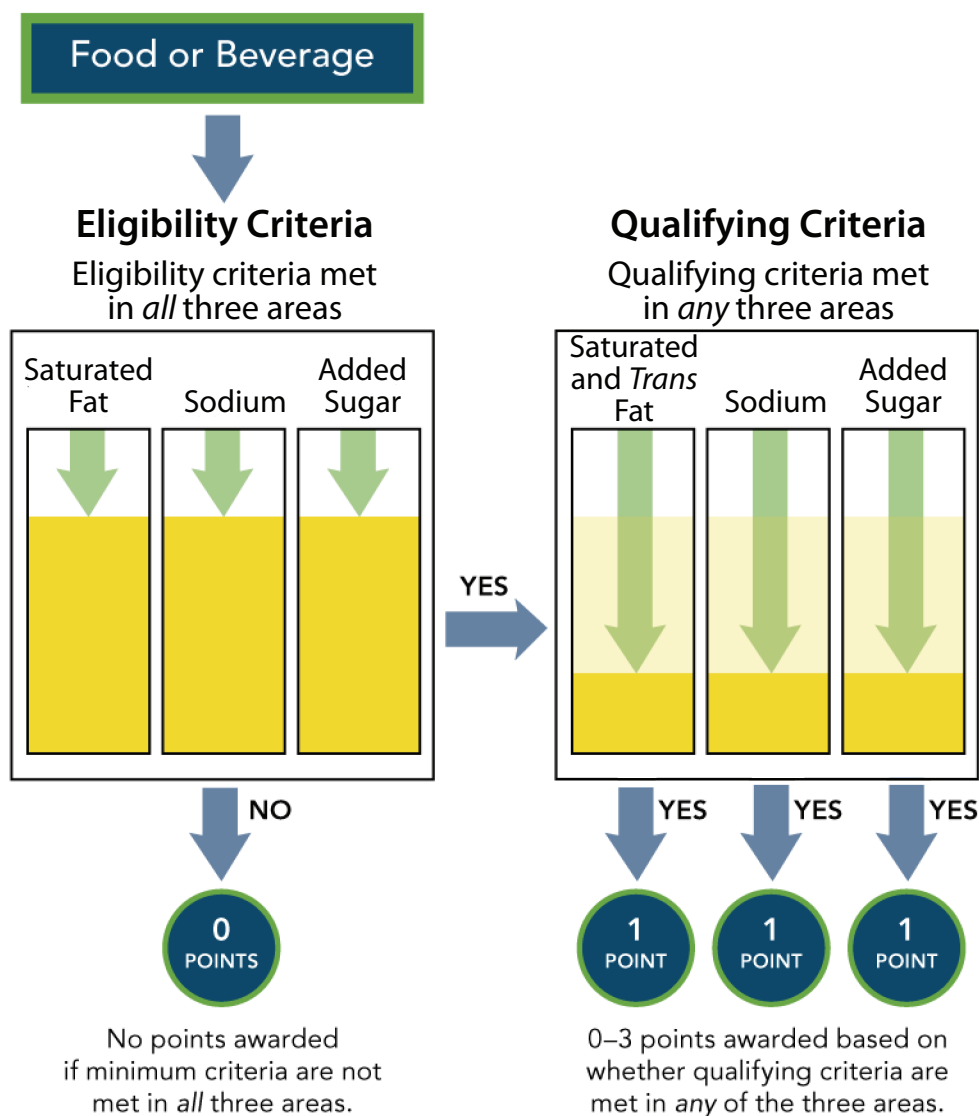 Food or Beverage
Eligibility Criteria
Eligibility criteria met
in all three areas
Saturated
Fat
Sodium
Added
Sugar
YES
NO
0
POINTS
No points awarded
if minimum criteria are not
met in all three areas.
Qualifying Criteria
Qualifying criteria met
in any three areas
Saturated
and Trans
Fat
Sodium
Added
Sugar
YES
YES
YES
1
POINT
1
POINT
1
POINT
0–3 points awarded based on
whether qualifying criteria are
met in any of the three areas.